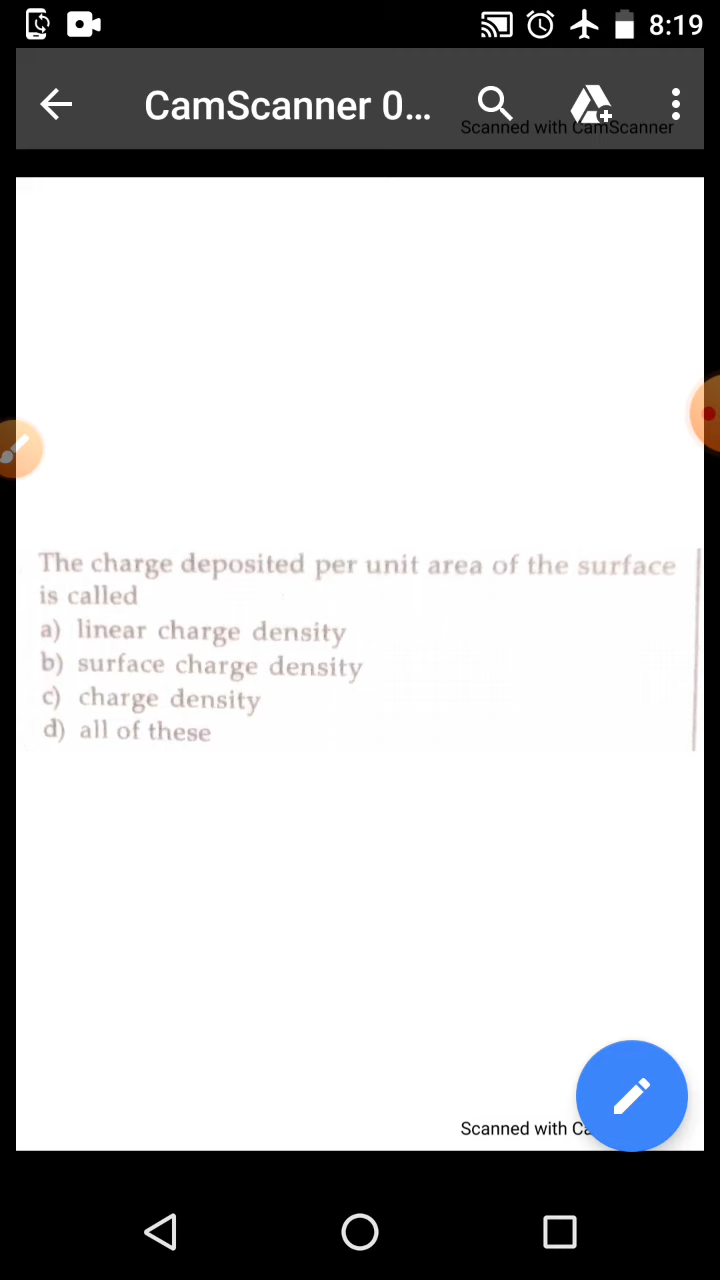 8:19
CamScanner 0...
Scanned with CamScanner
The charge deposited per unit area of the surface
is called
a) linear charge density
b) surface charge density
c) charge density
d) all of these
Scanned with